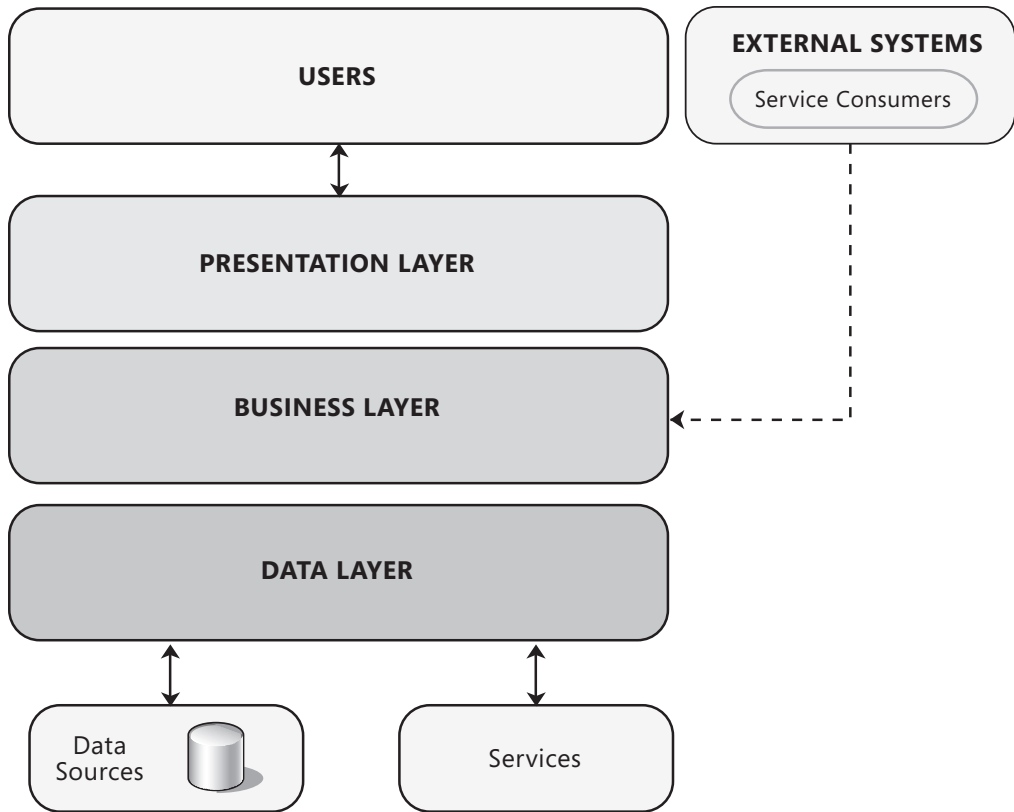 USERS
EXTERNAL SYSTEMS
Service Consumers
PRESENTATION LAYER
BUSINESS LAYER
DATA LAYER
Data
Sources
Services